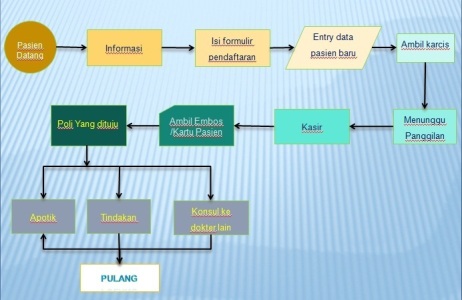 Pasien
Datang
Informasi
Isi formulir
pendaftaran
Entry data
pasien baru
Ambil karcis
Menunggu
Panggilan
Kasir
Ambil Embos
/Kartu Pasien
Poli Yang dituju
Apotik
Tindakan
Konsul ke
dokter lain
PULANG